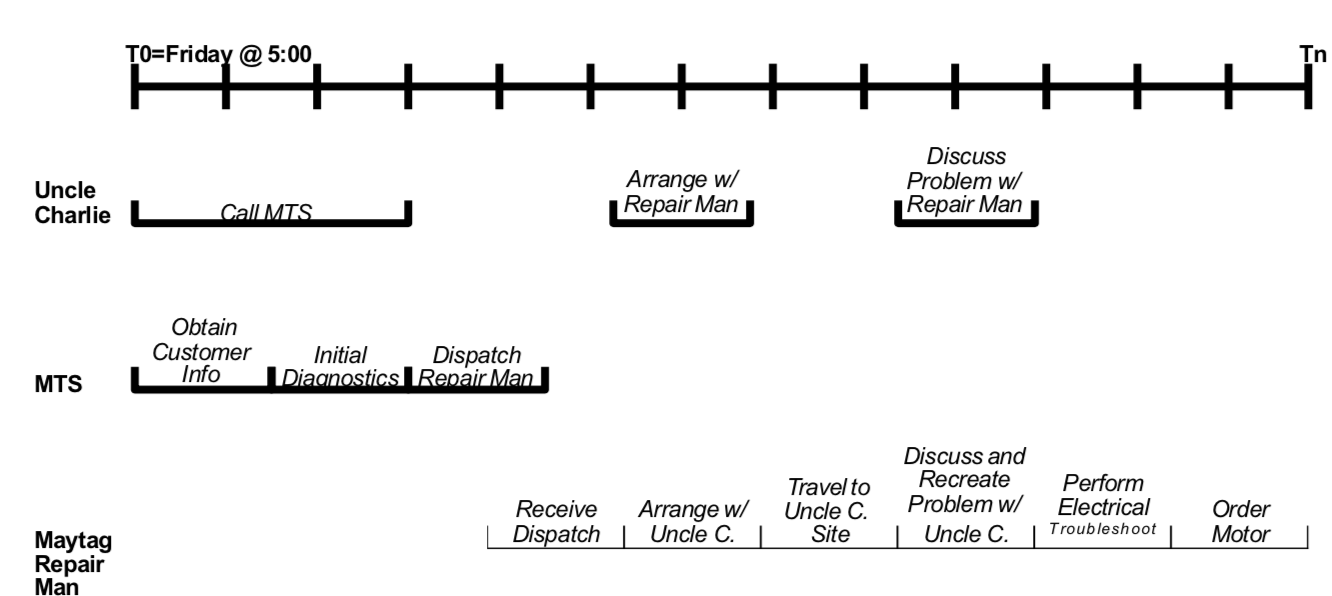 T0=Friday @ 5:00
Tn
Uncle
Charlie
Call MTS
Arrange w/
Repair Man
Discuss
Problem w/
Repair Man
MTS
Obtain
Customer
Info
Initial
Diagnostics
Dispatch
Repair Man
Maytag
Repair
Man
Receive
Dispatch
Arrange w/
Uncle C.
Travel to
Uncle C.
Site
Discuss and
Recreate
Problem w/
Uncle C.
Perform
Electrical
Troubleshoot
Order
Motor